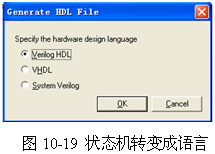 Generate HDL File
Specify the hardware design language
Verilog HDL
VHDL
System Verilog
OK
Cancel
图 10-19 状态机转变成语言